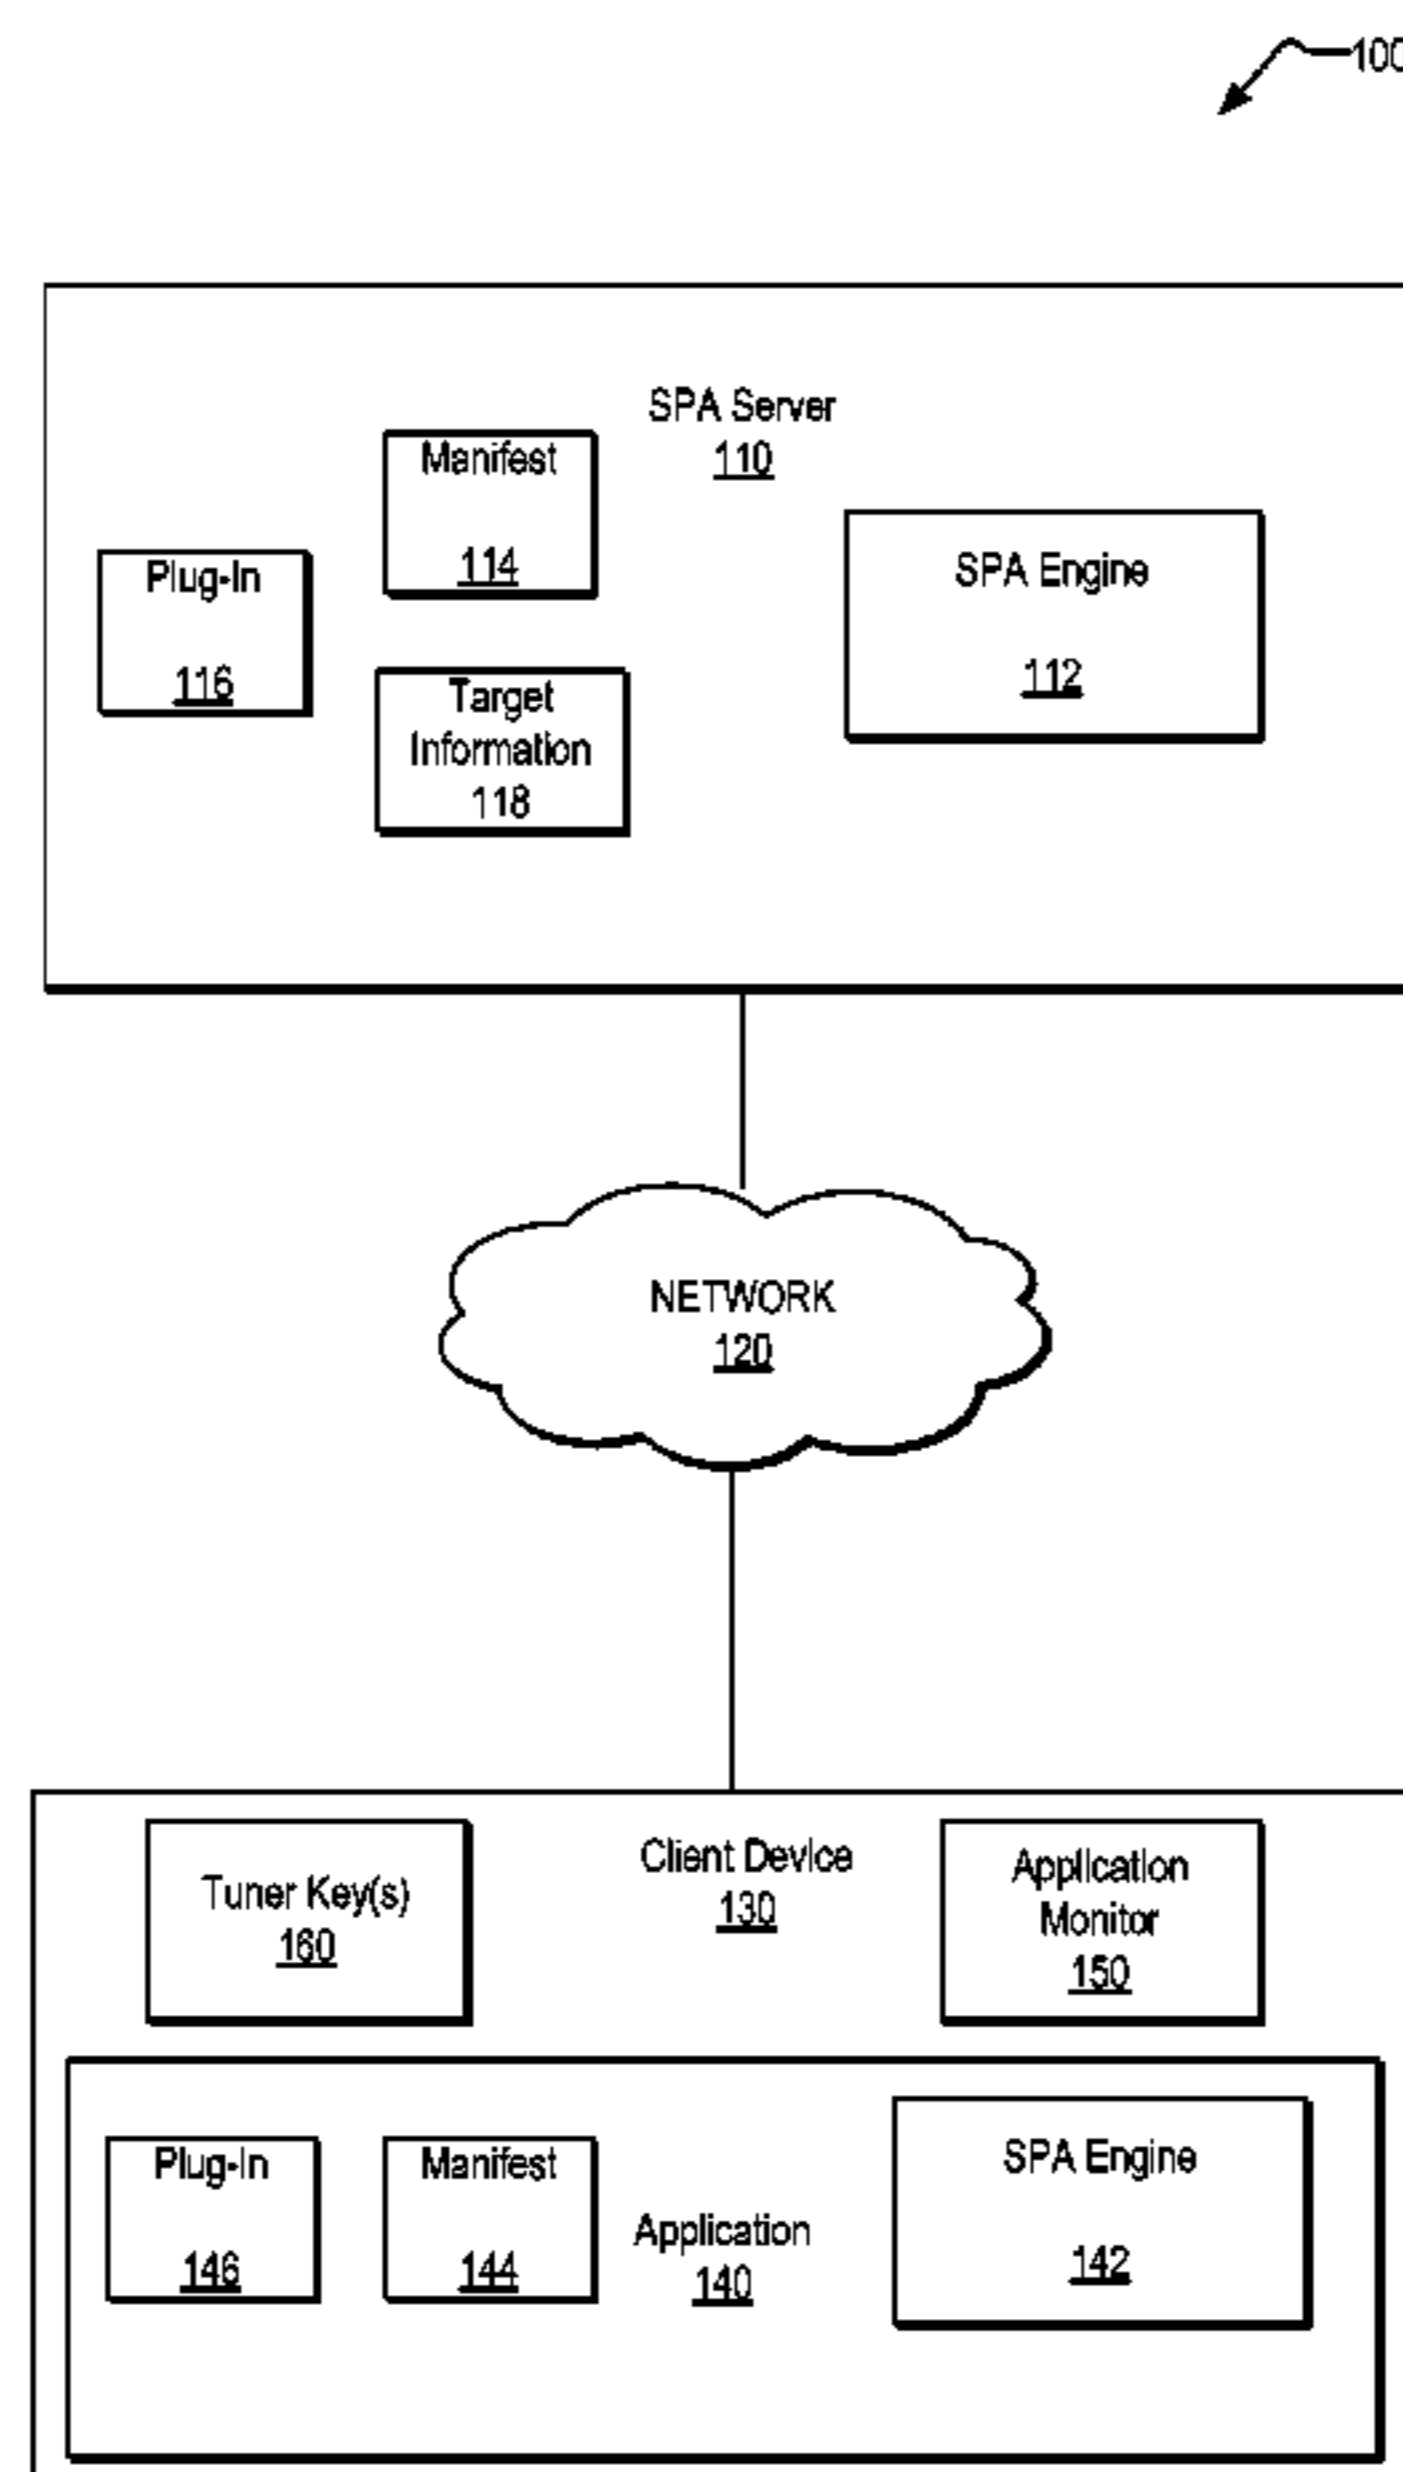 100
SPA Server
110
Manifest
114
Plug-In
116
Target
Information
118
SPA Engine
112
NETWORK
120
Client Device
130
Tuner Key(s)
160
Application
Monitor
150
Plug-In
146
Manifest
144
Application
140
SPA Engine
142